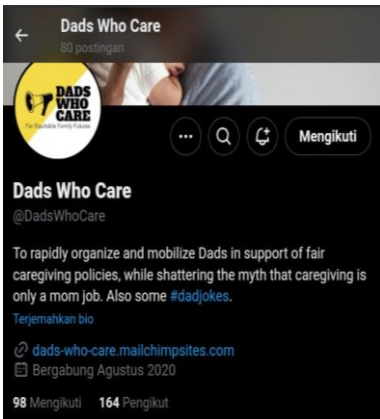 Dads Who Care
80 postingan
DADS
WHO
CARE
For Equitable Family Futures
Mengikuti
Dads Who Care
@DadsWhoCare
To rapidly organize and mobilize Dads in support of fair
caregiving policies, while shattering the myth that caregiving is
only a mom job. Also some #dadjokes.
Terjemahkan bio
dads-who-care.mailchimpsites.com
Bergabung Agustus 2020
98 Mengikuti 164 Pengikut